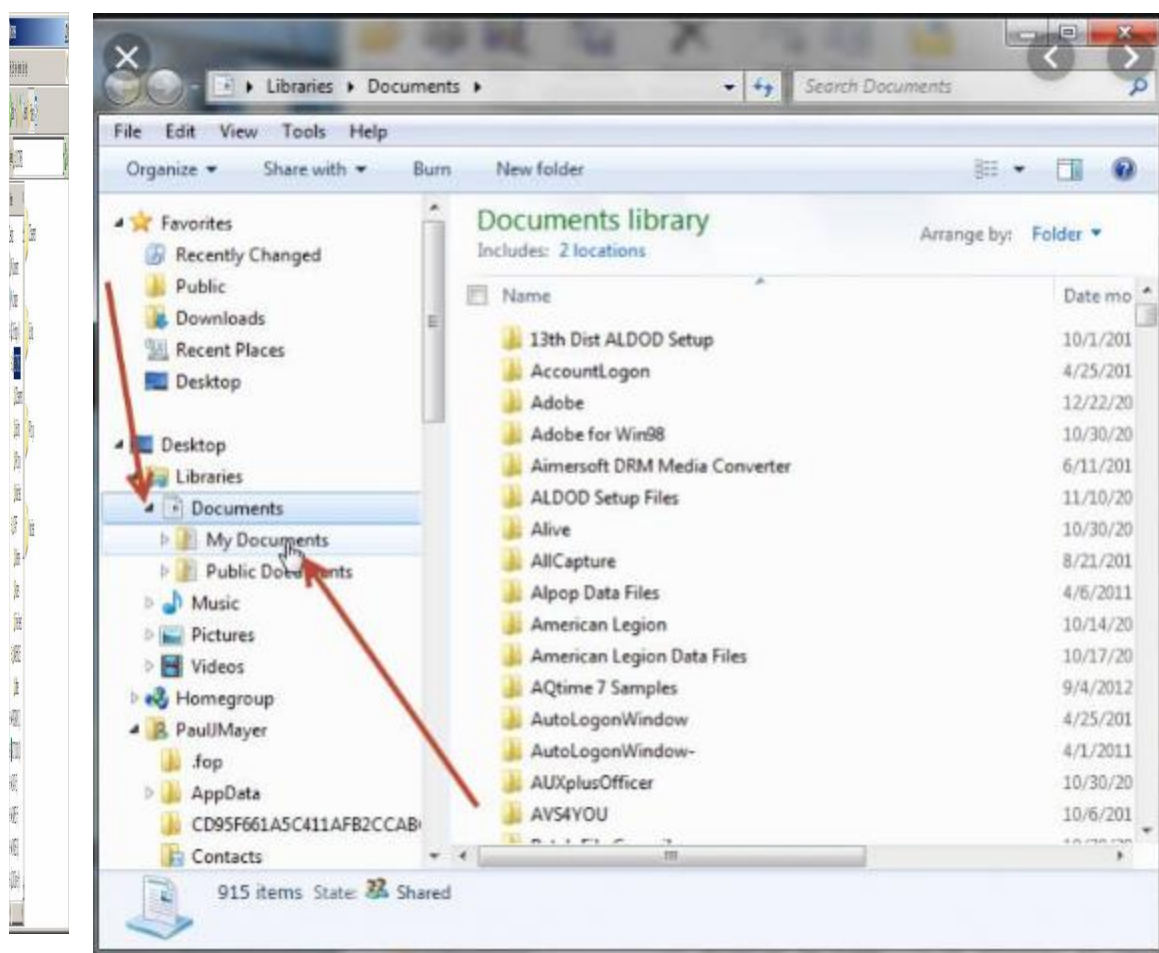 Libraries Documents
Search Documents
File Edit View Tools Help
Organize Share with Burn New folder
Favorites
Recently Changed
Public
Downloads
Recent Places
Desktop
Desktop
Libraries
Documents
My Documents
Public Documents
Music
Pictures
Videos
Homegroup
PaulJMayer
.fop
AppData
CD95F661A5C411AFB2CCAB
Contacts
Documents library
Includes: 2 locations
Arrange by: Folder
Name Date mo
13th Dist ALDOD Setup 10/1/201
AccountLogon 4/25/201
Adobe 12/22/20
Adobe for Win98 10/30/20
Aimersoft DRM Media Converter 6/11/201
ALDOD Setup Files 11/10/20
Alive 10/30/20
AllCapture 8/21/201
Alpop Data Files 4/6/2011
American Legion 10/14/20
American Legion Data Files 10/17/20
AQtime 7 Samples 9/4/2012
AutoLogonWindow 4/25/201
AutoLogonWindow- 4/1/2011
AUXplusOfficer 10/30/20
AVS4YOU 10/6/201
915 items State: Shared